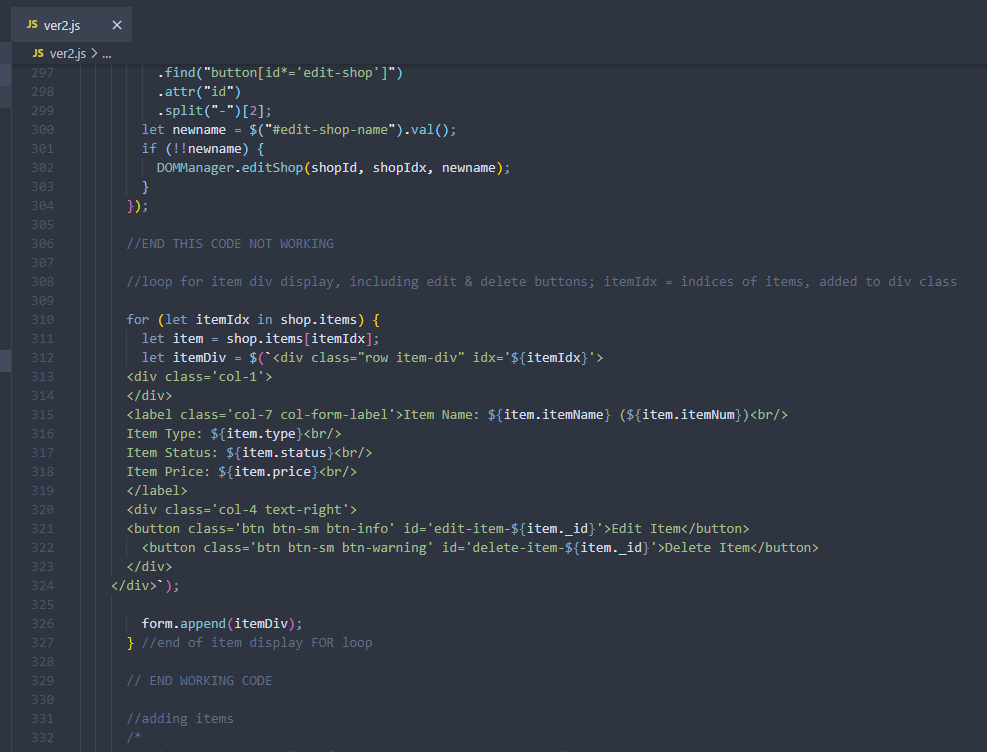 JS ver2.js ×
JS ver2.js > ...
297 .find("button[id*='edit-shop']")
298 .attr("id")
299 .split("-")[2];
300 let newname = $("#edit-shop-name").val();
301 if (!!newname) {
302 DOMManager.editShop(shopId, shopIdx, newname);
303 }
304 });
305
306 //END THIS CODE NOT WORKING
307
308 //loop for item div display, including edit & delete buttons; itemIdx = indices of items, added to div class
309
310 for (let itemIdx in shop.items) {
311 let item = shop.items[itemIdx];
312 let itemDiv = $(`<div class="row item-div" idx='${itemIdx}'>
313 <div class='col-1'>
314 </div>
315 <label class='col-7 col-form-label'>Item Name: ${item.itemName} (${item.itemNum})<br/>
316 Item Type: ${item.type}<br/>
317 Item Status: ${item.status}<br/>
318 Item Price: ${item.price}<br/>
319 </label>
320 <div class='col-4 text-right'>
321 <button class='btn btn-sm btn-info' id='edit-item-${item._id}'>Edit Item</button>
322 <button class='btn btn-sm btn-warning' id='delete-item-${item._id}'>Delete Item</button>
323 </div>
324 </div>`);
325
326 form.append(itemDiv);
327 } //end of item display FOR loop
328
329 // END WORKING CODE
330
331 //adding items
332 /*